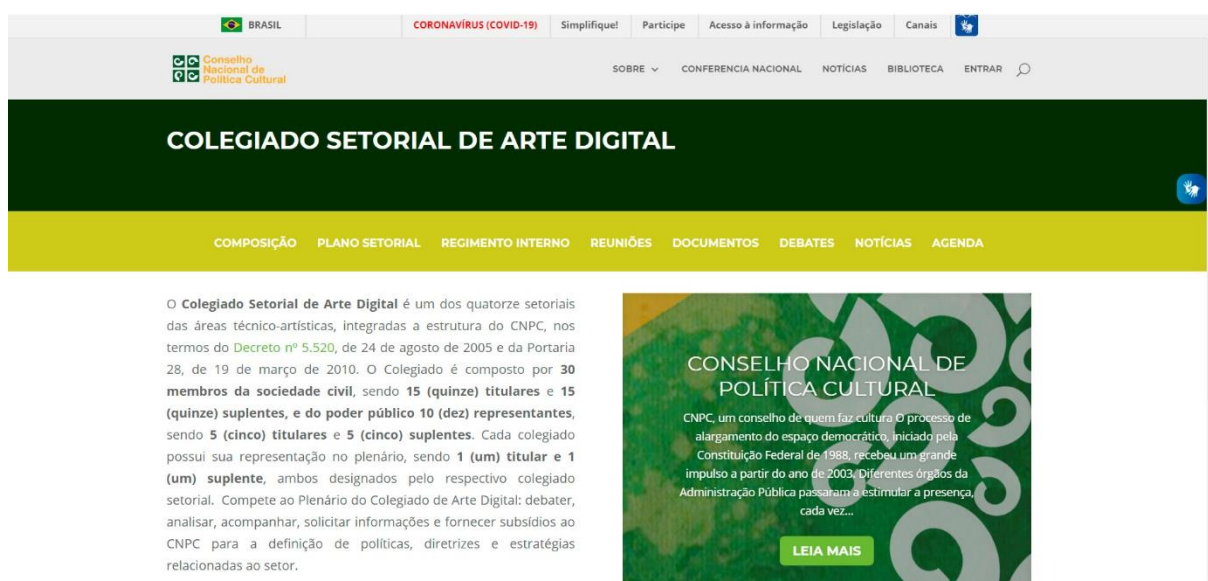 BRASIL CORONAVÍRUS (COVID-19) Simplifique! Participe Acesso à informação Legislação Canais
Conselho
Nacional de
Política Cultural
SOBRE CONFERENCIA NACIONAL NOTÍCIAS BIBLIOTECA ENTRAR
COLEGIADO SETORIAL DE ARTE DIGITAL
COMPOSIÇÃO PLANO SETORIAL REGIMENTO INTERNO REUNIÕES DOCUMENTOS DEBATES NOTÍCIAS AGENDA
O Colegiado Setorial de Arte Digital é um dos quatorze setoriais
das áreas técnico-artísticas, integradas a estrutura do CNPC, nos
termos do Decreto nº 5.520, de 24 de agosto de 2005 e da Portaria
28, de 19 de março de 2010. O Colegiado é composto por 30
membros da sociedade civil, sendo 15 (quinze) titulares e 15
(quinze) suplentes, e do poder público 10 (dez) representantes,
sendo 5 (cinco) titulares e 5 (cinco) suplentes. Cada colegiado
possui sua representação no plenário, sendo 1 (um) titular e 1
(um) suplente, ambos designados pelo respectivo colegiado
setorial. Compete ao Plenário do Colegiado de Arte Digital: debater,
analisar, acompanhar, solicitar informações e fornecer subsídios ao
CNPC para a definição de políticas, diretrizes e estratégias
relacionadas ao setor.
CONSELHO NACIONAL DE
POLÍTICA CULTURAL
CNPC, um conselho de quem faz cultura O processo de
alargamento do espaço democrático, iniciado pela
Constituição Federal de 1988, recebeu um grande
impulso a partir do ano de 2003. Diferentes órgãos da
Administração Pública passaram a estimular a presença,
cada vez...
LEIA MAIS